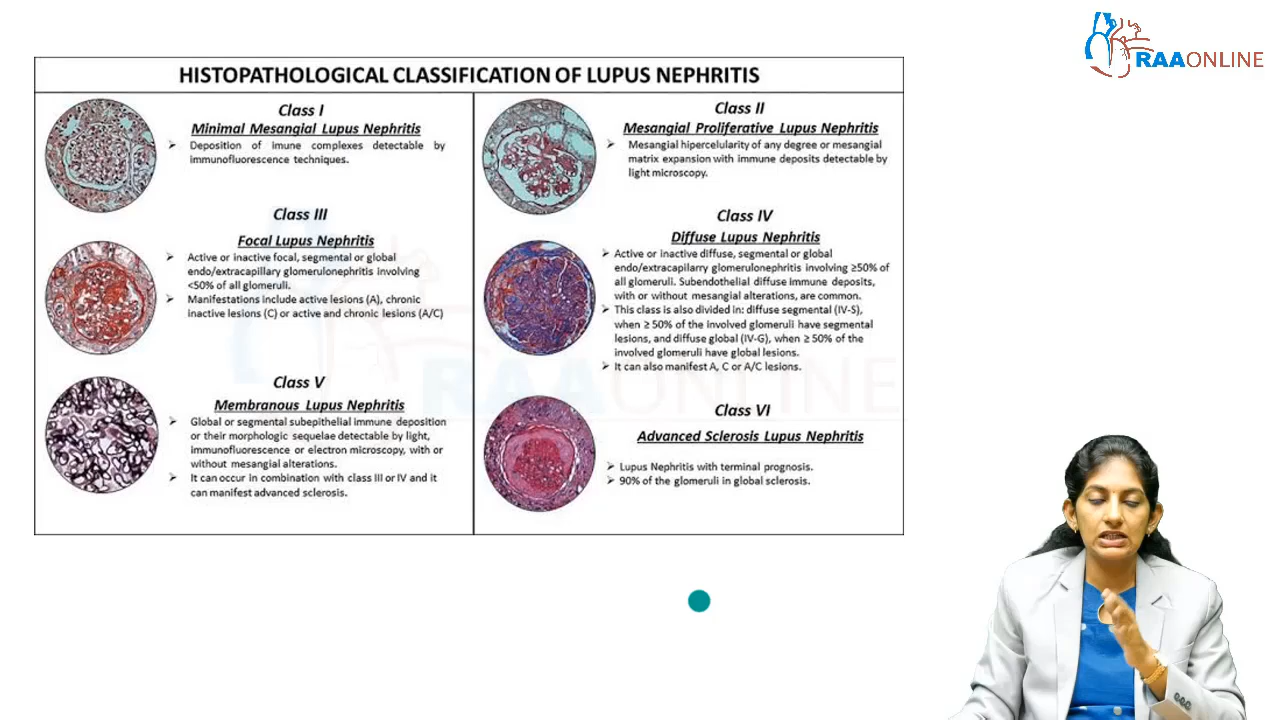 RAAONLINE
HISTOPATHOLOGICAL CLASSIFICATION OF LUPUS NEPHRITIS
Class I
Minimal Mesangial Lupus Nephritis
➤ Deposition of imune complexes detectable by
immunofluorescence techniques.
Class II
Mesangial Proliferative Lupus Nephritis
➤ Mesangial hipercelularity of any degree or mesangial
matrix expansion with immune deposits detectable by
light microscopy.
Class III
Focal Lupus Nephritis
➤ Active or inactive focal, segmental or global
endo/extracapillary glomerulonephritis involving
<50% of all glomeruli.
➤ Manifestations include active lesions (A), chronic
inactive lesions (C) or active and chronic lesions (A/C)
Class IV
Diffuse Lupus Nephritis
➤ Active or inactive diffuse, segmental or global
endo/extracapilarry glomerulonephritis involving ≥50% of
all glomeruli. Subendothelial diffuse immune deposits,
with or without mesangial alterations, are common.
➤ This class is also divided in: diffuse segmental (IV-S),
when ≥ 50% of the involved glomeruli have segmental
lesions, and diffuse global (IV-G), when ≥ 50% of the
involved glomeruli have global lesions.
➤ It can also manifest A, C or A/C lesions.
Class V
Membranous Lupus Nephritis
➤ Global or segmental subepithelial immune deposition
or their morphologic sequelae detectable by light,
immunofluorescence or electron microscopy, with or
without mesangial alterations.
➤ It can occur in combination with class III or IV and it
can manifest advanced sclerosis.
Class VI
Advanced Sclerosis Lupus Nephritis
➤ Lupus Nephritis with terminal prognosis.
➤ 90% of the glomeruli in global sclerosis.
RAAONLINE